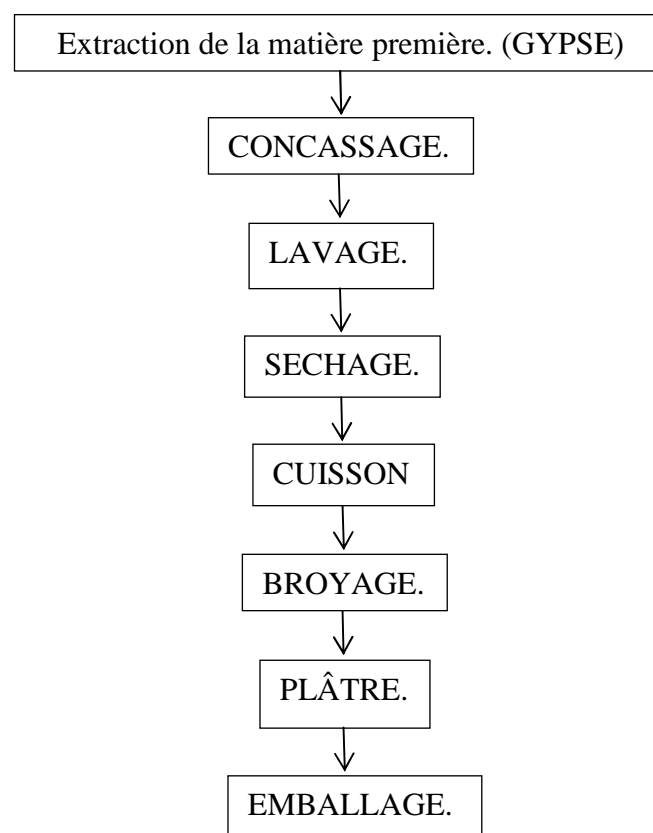 Extraction de la matière première. (GYPSE)
CONCASSAGE.
LAVAGE.
SECHAGE.
CUISSON
BROYAGE.
PLÂTRE.
EMBALLAGE.